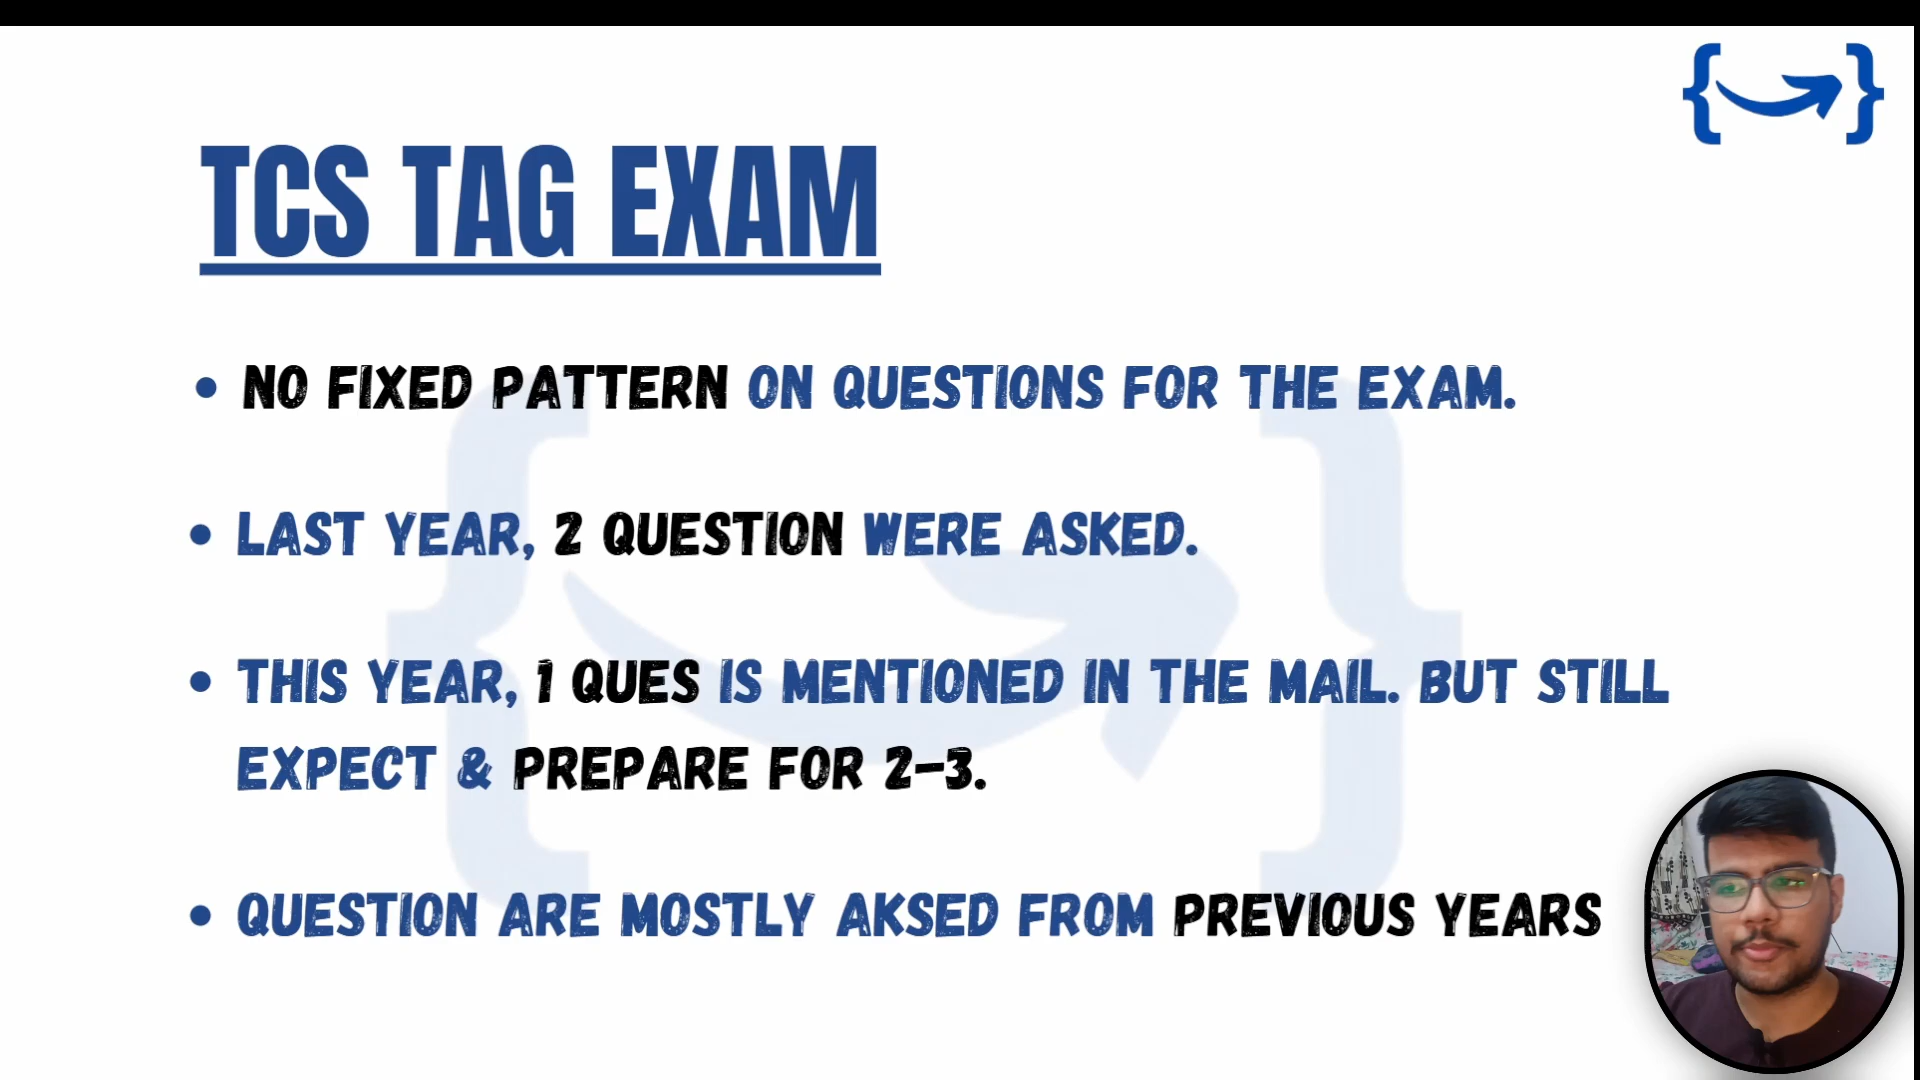 TCS TAG EXAM
• NO FIXED PATTERN ON QUESTIONS FOR THE EXAM.
• LAST YEAR, 2 QUESTION WERE ASKED.
• THIS YEAR, 1 QUES IS MENTIONED IN THE MAIL. BUT STILL
EXPECT & PREPARE FOR 2-3.
• QUESTION ARE MOSTLY AKSED FROM PREVIOUS YEARS